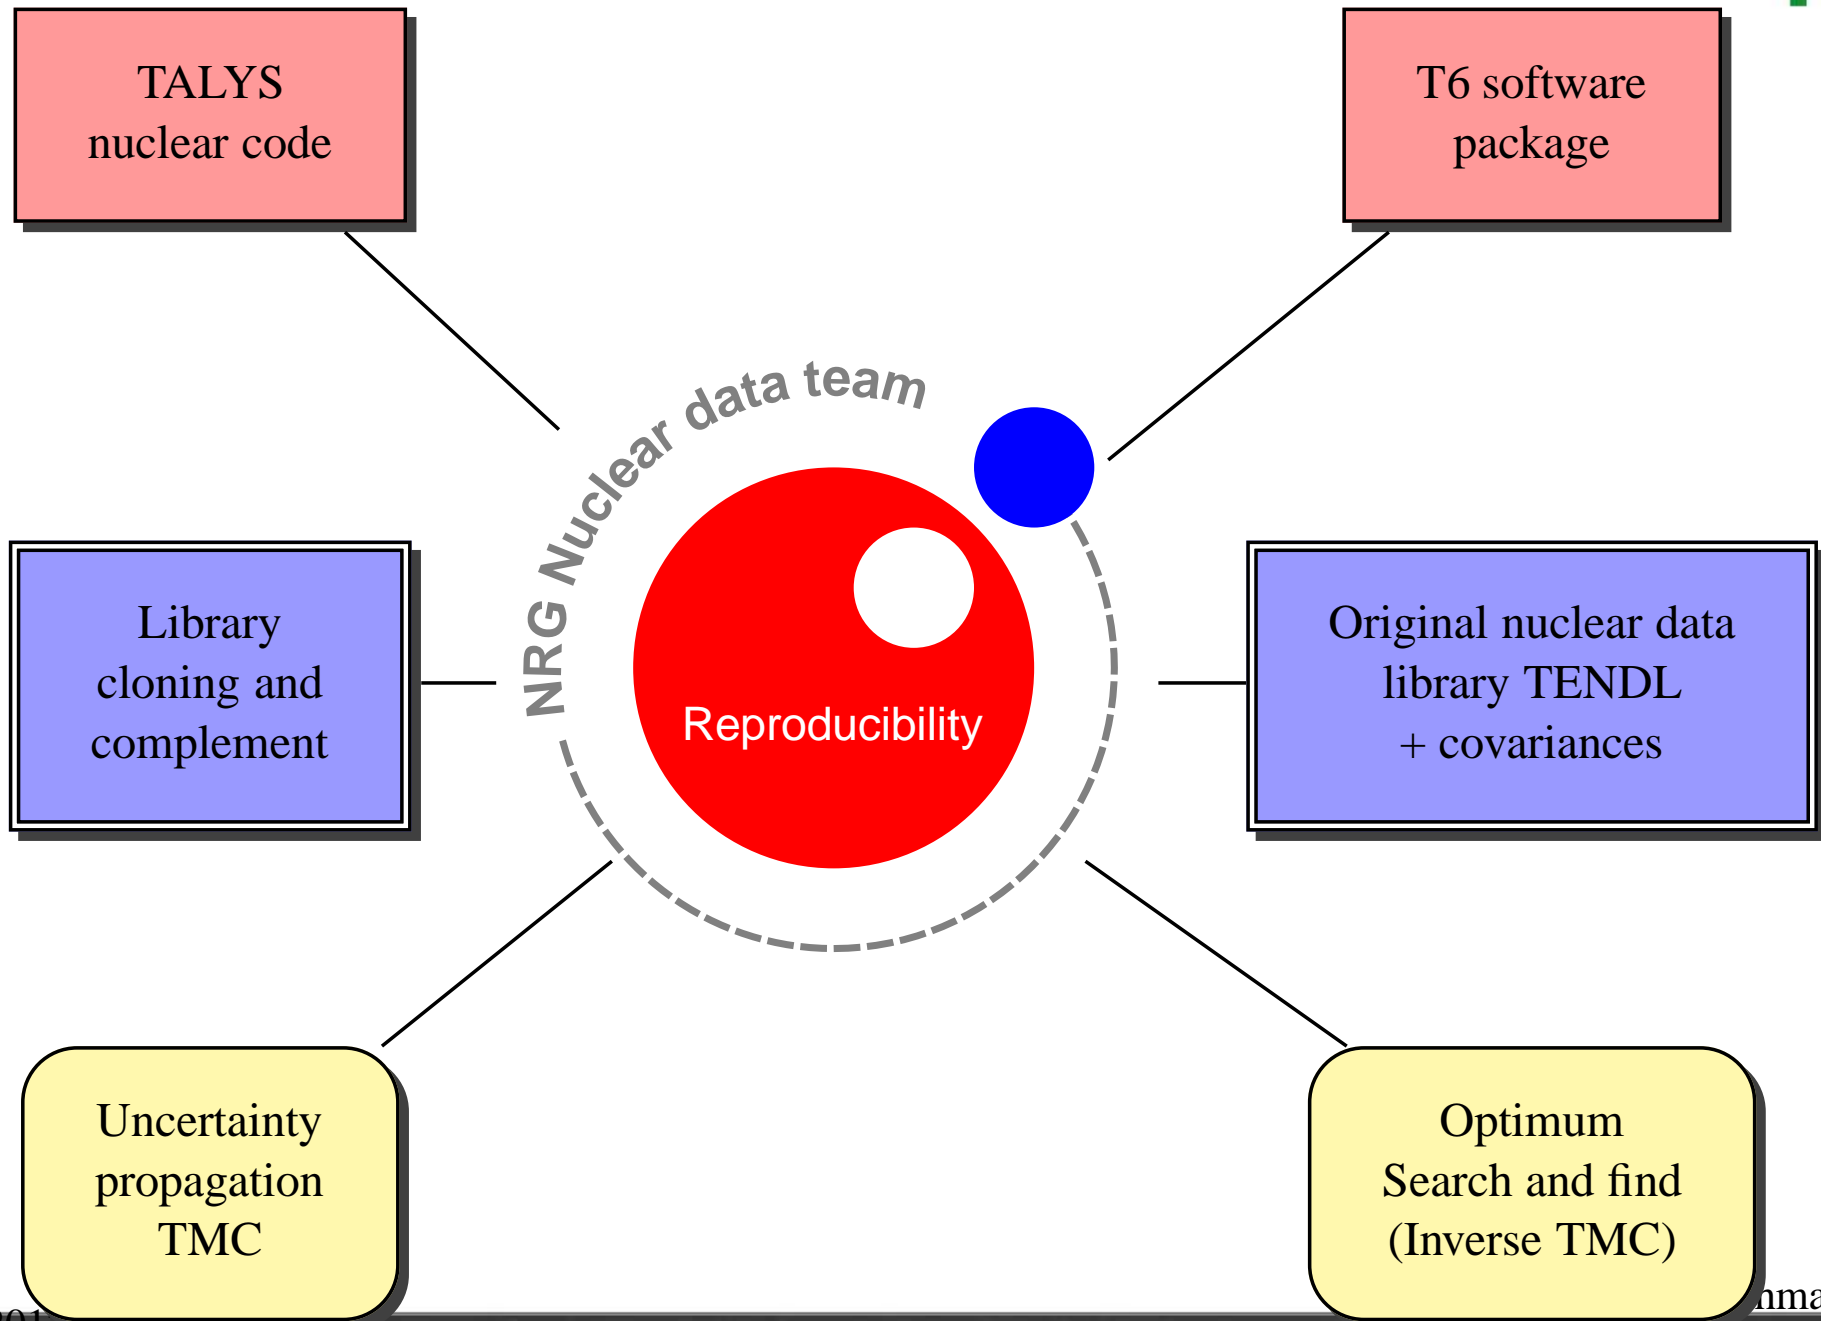 TALYS
nuclear code
T6 software
package
NRG Nuclear data team
Library
cloning and
complement
Reproducibility
Original nuclear data
library TENDL
+ covariances
Uncertainty
propagation
TMC
Optimum
Search and find
(Inverse TMC)